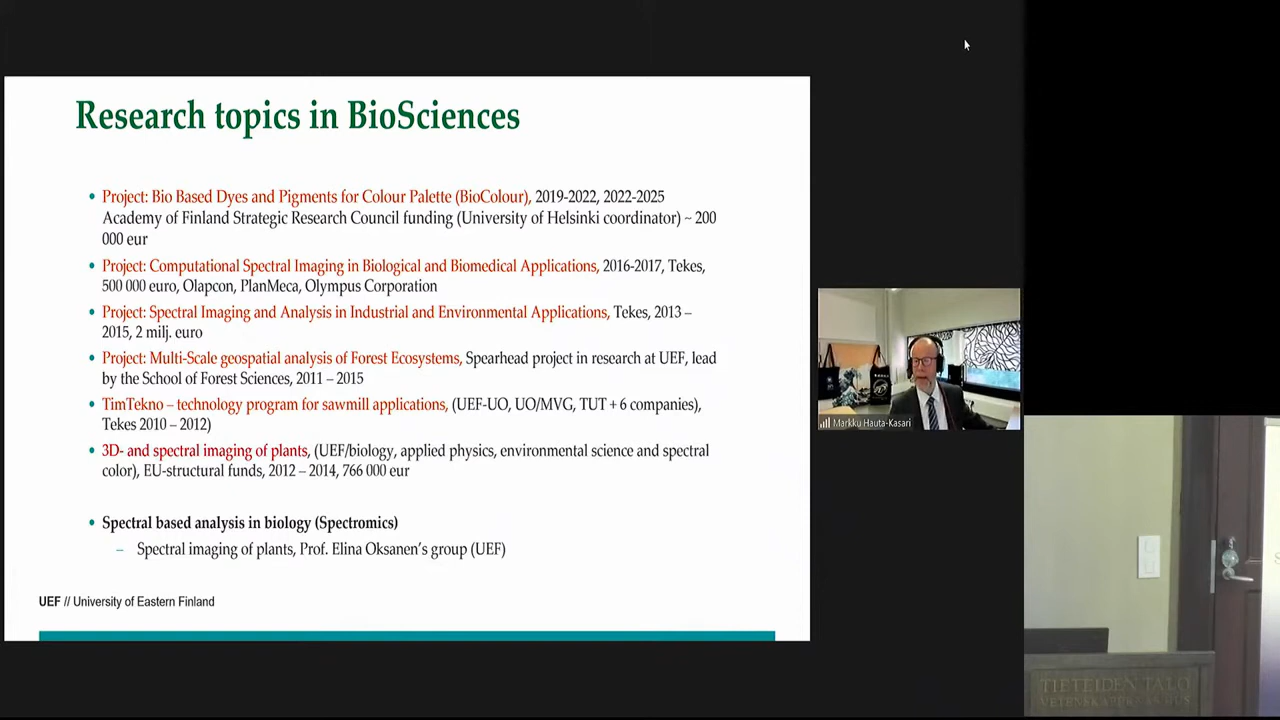 Research topics in BioSciences
• Project: Bio Based Dyes and Pigments for Colour Palette (BioColour), 2019-2022, 2022-2025
Academy of Finland Strategic Research Council funding (University of Helsinki coordinator) ~ 200
000 eur
• Project: Computational Spectral Imaging in Biological and Biomedical Applications, 2016-2017, Tekes,
500 000 euro, Olapcon, PlanMeca, Olympus Corporation
• Project: Spectral Imaging and Analysis in Industrial and Environmental Applications, Tekes, 2013 –
2015, 2 milj. euro
• Project: Multi-Scale geospatial analysis of Forest Ecosystems, Spearhead project in research at UEF, lead
by the School of Forest Sciences, 2011 – 2015
• TimTekno – technology program for sawmill applications, (UEF-UO, UO/MVG, TUT + 6 companies),
Tekes 2010 – 2012)
• 3D- and spectral imaging of plants, (UEF/biology, applied physics, environmental science and spectral
color), EU-structural funds, 2012 – 2014, 766 000 eur
• Spectral based analysis in biology (Spectromics)
– Spectral imaging of plants, Prof. Elina Oksanen's group (UEF)
UEF // University of Eastern Finland
Markku Hauta-Kasari
TIETEIDEN TALO
VETENSKAPERNAS HUS